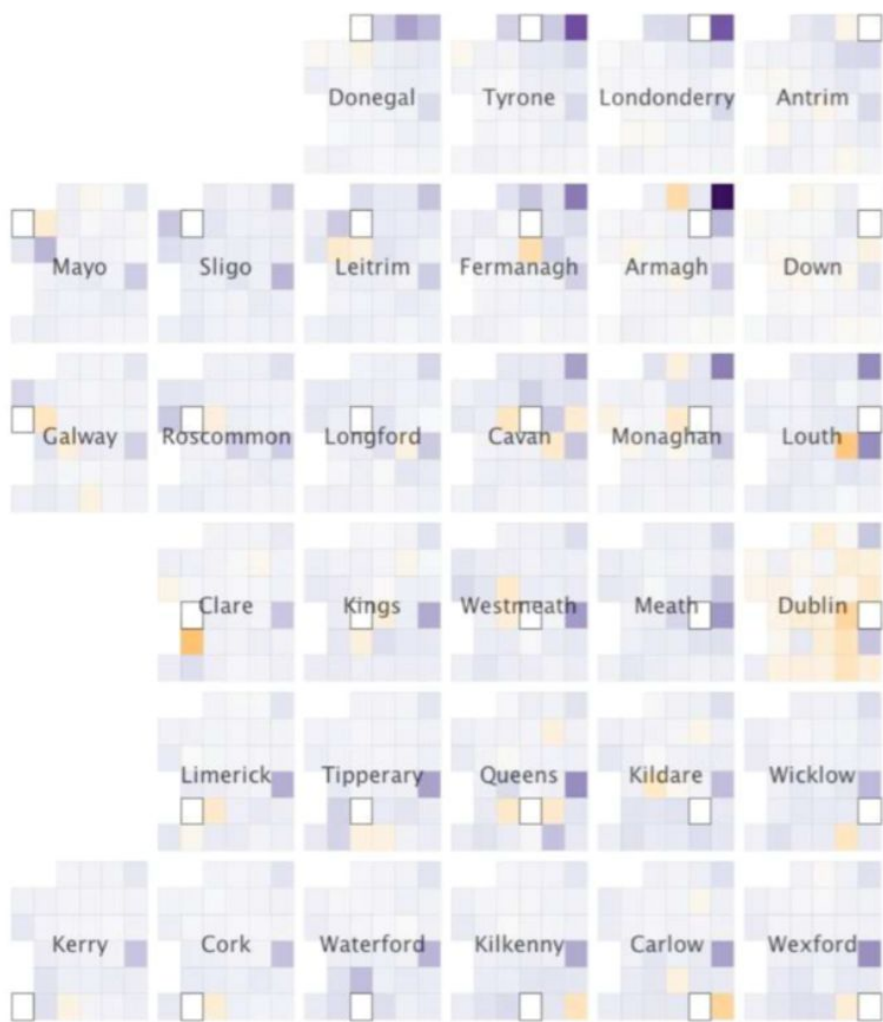 Donegal Tyrone Londonderry Antrim
Mayo Sligo Leitrim Fermanagh Armagh Down
Galway Roscommon Longford Cavan Monaghan Louth
Clare Kings Westmeath Meath Dublin
Limerick Tipperary Queens Kildare Wicklow
Kerry Cork Waterford Kilkenny Carlow Wexford